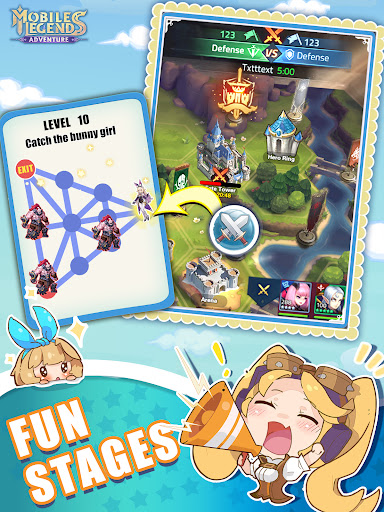 MOBILE LEGENDS
ADVENTURE
123
123
Defense VS Defense
Txtttext 5:00
LEVEL 10
Catch the bunny girl
EXIT
Hero Ring
Tower
Arena
FUN
STAGES